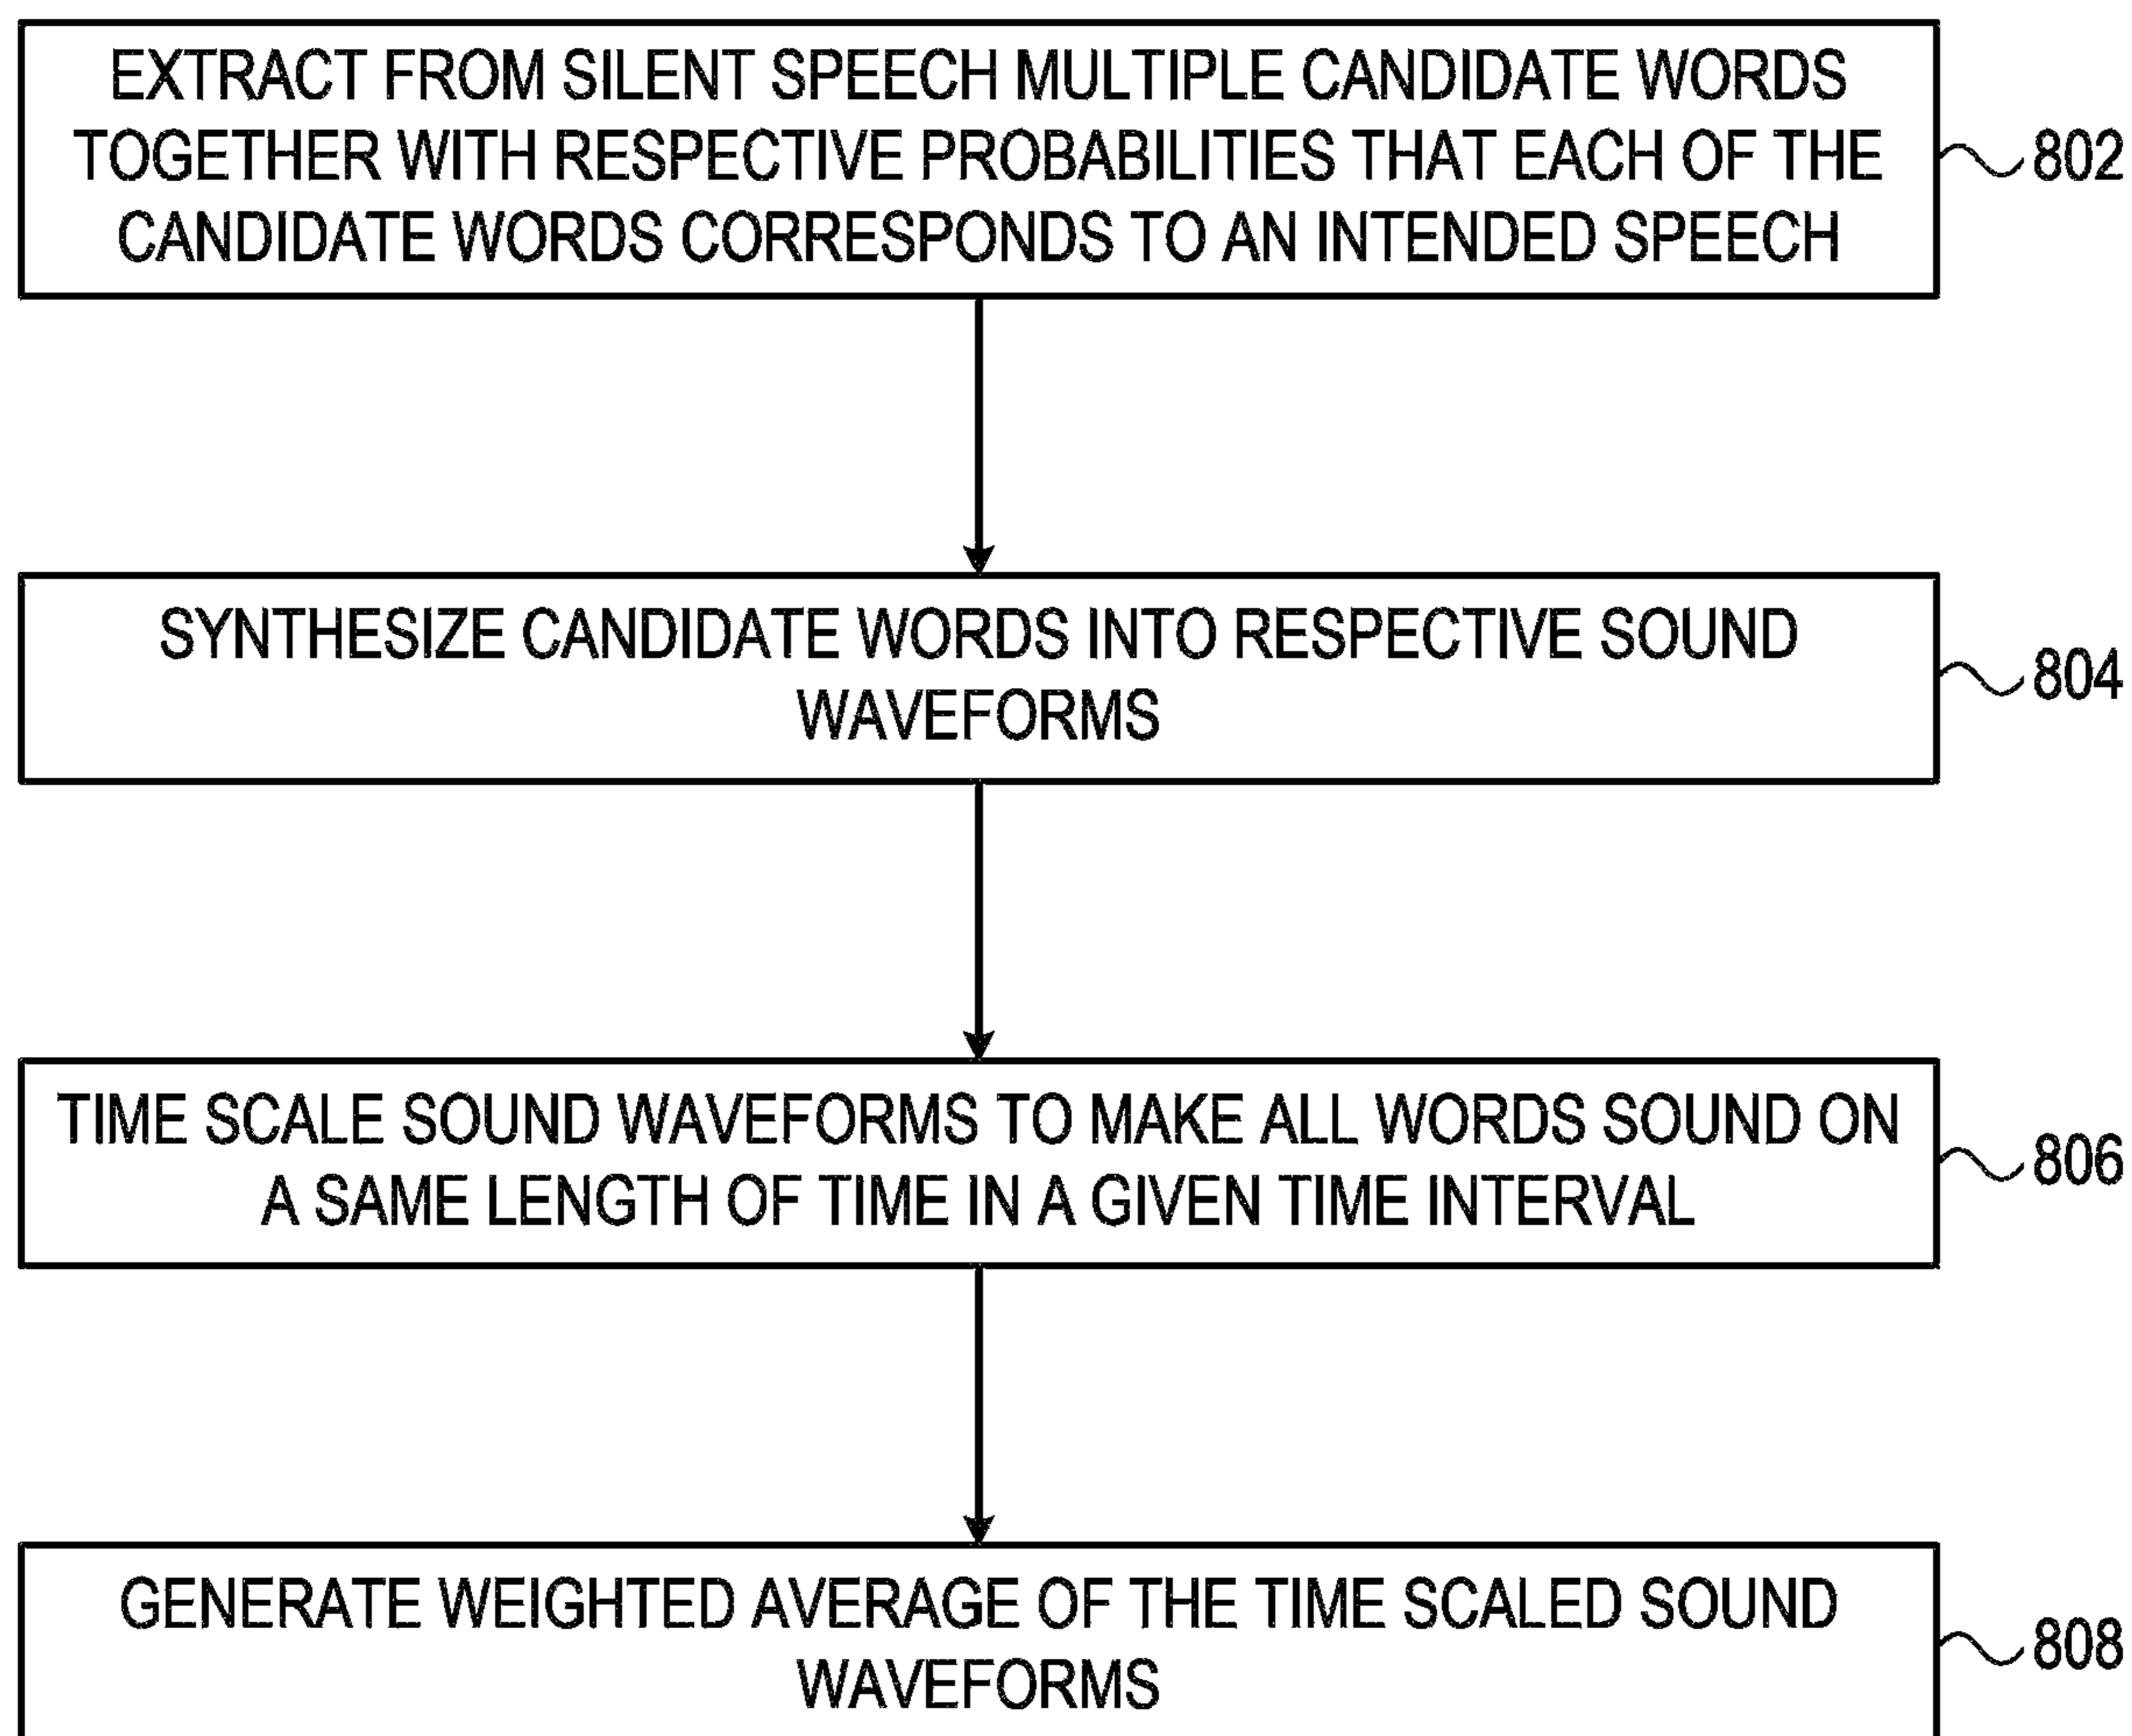 EXTRACT FROM SILENT SPEECH MULTIPLE CANDIDATE WORDS
TOGETHER WITH RESPECTIVE PROBABILITIES THAT EACH OF THE
CANDIDATE WORDS CORRESPONDS TO AN INTENDED SPEECH
802
SYNTHESIZE CANDIDATE WORDS INTO RESPECTIVE SOUND
WAVEFORMS
804
TIME SCALE SOUND WAVEFORMS TO MAKE ALL WORDS SOUND ON
A SAME LENGTH OF TIME IN A GIVEN TIME INTERVAL
806
GENERATE WEIGHTED AVERAGE OF THE TIME SCALED SOUND
WAVEFORMS
808